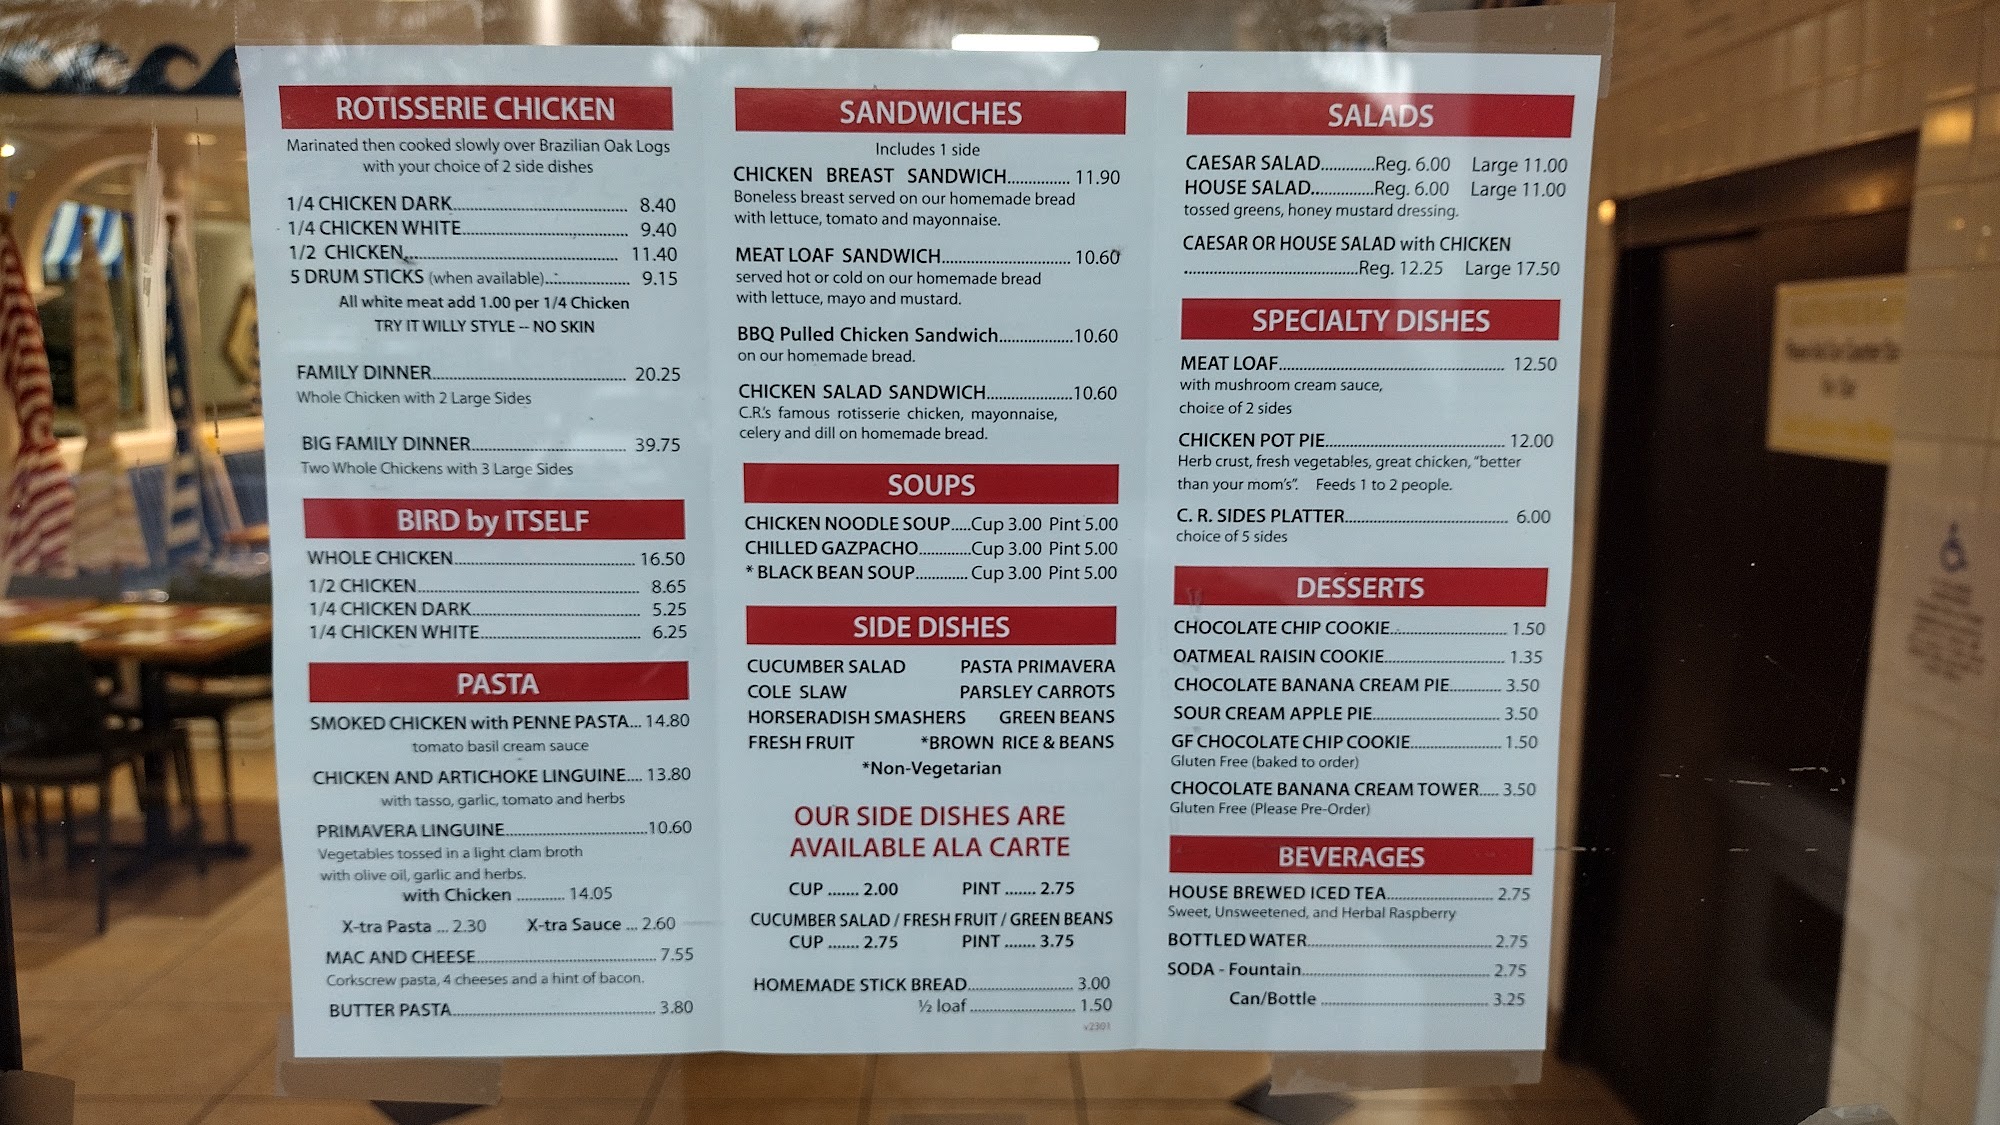 ROTISSERIE CHICKEN
Marinated then cooked slowly over Brazilian Oak Logs
with your choice of 2 side dishes
1/4 CHICKEN DARK 8.40
1/4 CHICKEN WHITE 9.40
1/2 CHICKEN 11.40
5 DRUM STICKS (when available) 9.15
All white meat add 1.00 per 1/4 Chicken
TRY IT WILLY STYLE -- NO SKIN
FAMILY DINNER 20.25
Whole Chicken with 2 Large Sides
BIG FAMILY DINNER 39.75
Two Whole Chickens with 3 Large Sides
BIRD by ITSELF
WHOLE CHICKEN 16.50
1/2 CHICKEN 8.65
1/4 CHICKEN DARK 5.25
1/4 CHICKEN WHITE 6.25
PASTA
SMOKED CHICKEN with PENNE PASTA... 14.80
tomato basil cream sauce
CHICKEN AND ARTICHOKE LINGUINE.... 13.80
with tasso, garlic, tomato and herbs
PRIMAVERA LINGUINE 10.60
Vegetables tossed in a light clam broth
with olive oil, garlic and herbs.
with Chicken ............ 14.05
X-tra Pasta ... 2.30 X-tra Sauce ... 2.60
MAC AND CHEESE 7.55
Corkscrew pasta, 4 cheeses and a hint of bacon.
BUTTER PASTA 3.80
SANDWICHES
Includes 1 side
CHICKEN BREAST SANDWICH 11.90
Boneless breast served on our homemade bread
with lettuce, tomato and mayonnaise.
MEAT LOAF SANDWICH 10.60
served hot or cold on our homemade bread
with lettuce, mayo and mustard.
BBQ Pulled Chicken Sandwich 10.60
on our homemade bread.
CHICKEN SALAD SANDWICH 10.60
C.R.'s famous rotisserie chicken, mayonnaise,
celery and dill on homemade bread.
SOUPS
CHICKEN NOODLE SOUP.....Cup 3.00 Pint 5.00
CHILLED GAZPACHO............Cup 3.00 Pint 5.00
* BLACK BEAN SOUP............ Cup 3.00 Pint 5.00
SIDE DISHES
CUCUMBER SALAD PASTA PRIMAVERA
COLE SLAW PARSLEY CARROTS
HORSERADISH SMASHERS GREEN BEANS
FRESH FRUIT *BROWN RICE & BEANS
*Non-Vegetarian
OUR SIDE DISHES ARE
AVAILABLE ALA CARTE
CUP ....... 2.00 PINT ....... 2.75
CUCUMBER SALAD / FRESH FRUIT / GREEN BEANS
CUP ....... 2.75 PINT ....... 3.75
HOMEMADE STICK BREAD 3.00
½ loaf 1.50
v2301
SALADS
CAESAR SALAD............Reg. 6.00 Large 11.00
HOUSE SALAD..............Reg. 6.00 Large 11.00
tossed greens, honey mustard dressing.
CAESAR OR HOUSE SALAD with CHICKEN
Reg. 12.25 Large 17.50
SPECIALTY DISHES
MEAT LOAF 12.50
with mushroom cream sauce,
choice of 2 sides
CHICKEN POT PIE 12.00
Herb crust, fresh vegetables, great chicken, "better
than your mom's". Feeds 1 to 2 people.
C. R. SIDES PLATTER 6.00
choice of 5 sides
DESSERTS
CHOCOLATE CHIP COOKIE 1.50
OATMEAL RAISIN COOKIE 1.35
CHOCOLATE BANANA CREAM PIE 3.50
SOUR CREAM APPLE PIE 3.50
GF CHOCOLATE CHIP COOKIE 1.50
Gluten Free (baked to order)
CHOCOLATE BANANA CREAM TOWER..... 3.50
Gluten Free (Please Pre-Order)
BEVERAGES
HOUSE BREWED ICED TEA 2.75
Sweet, Unsweetened, and Herbal Raspberry
BOTTLED WATER 2.75
SODA - Fountain 2.75
Can/Bottle 3.25